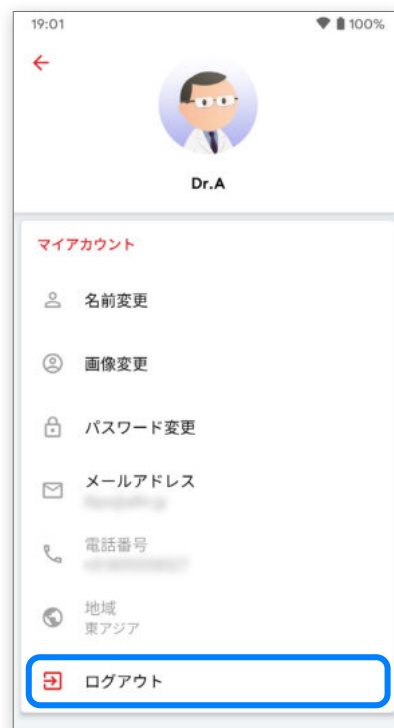 19:01
100%
Dr.A
マイアカウント
名前変更
画像変更
パスワード変更
メールアドレス
電話番号
地域
東アジア
ログアウト